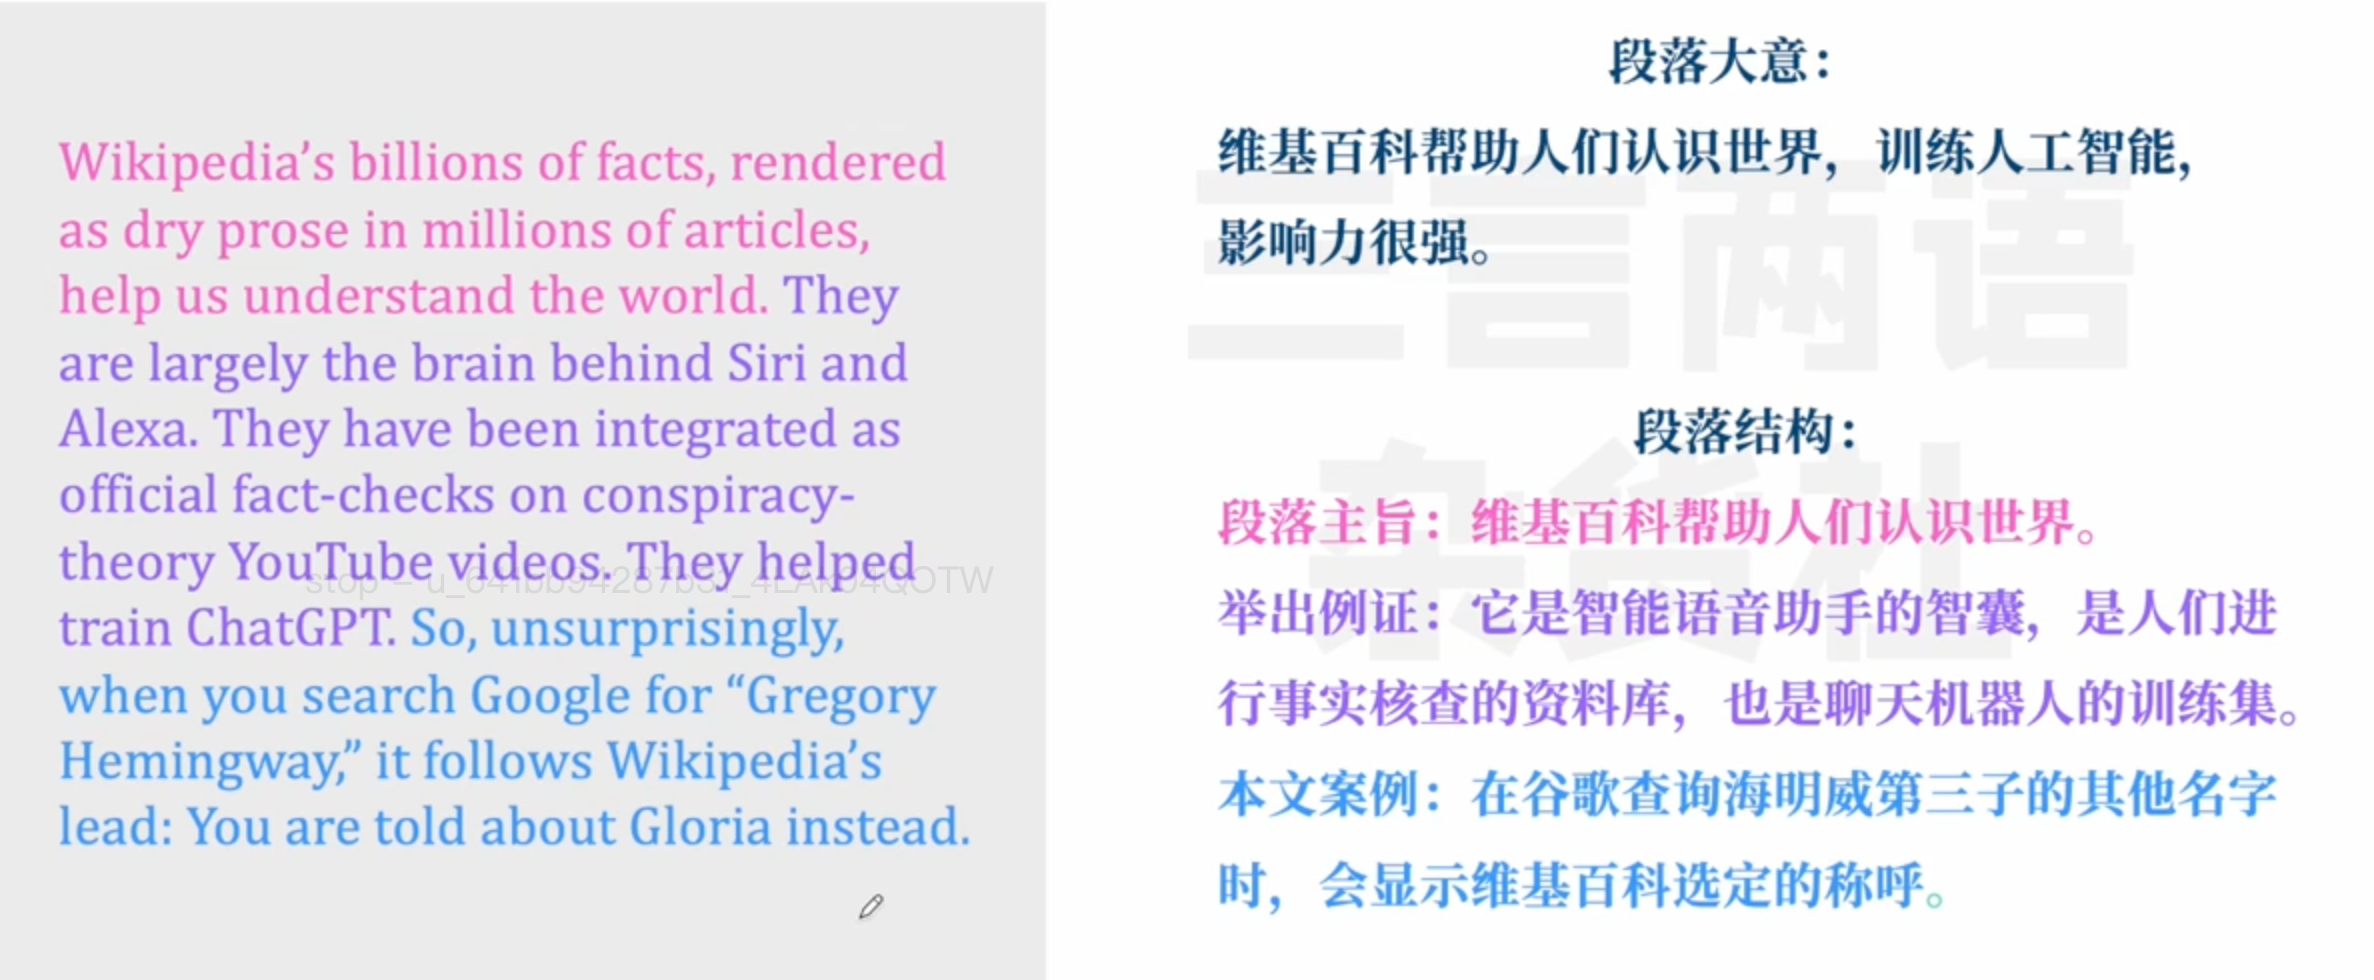 Wikipedia’s billions of facts, rendered
as dry prose in millions of articles,
help us understand the world. They
are largely the brain behind Siri and
Alexa. They have been integrated as
official fact-checks on conspiracy-
theory YouTube videos. They helped
train ChatGPT. So, unsurprisingly,
when you search Google for “Gregory
Hemingway,” it follows Wikipedia’s
lead: You are told about Gloria instead.
段落大意：
维基百科帮助人们认识世界，训练人工智能，
影响力很强。
段落结构：
段落主旨：维基百科帮助人们认识世界。
举出例证：它是智能语音助手的智囊，是人们进
行事实核查的资料库，也是聊天机器人的训练集。
本文案例：在谷歌查询海明威第三子的其他名字
时，会显示维基百科选定的称呼。
三言两语
杂货社